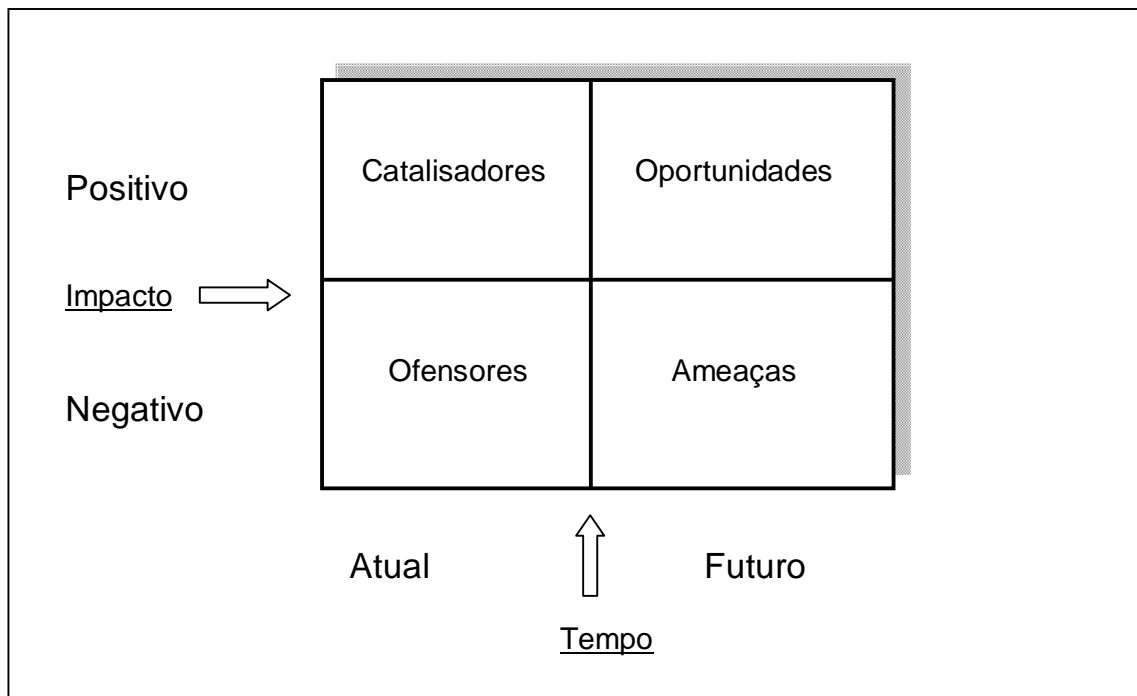 Catalisadores
Oportunidades
Positivo
Impacto
Ofensores
Ameaças
Negativo
Atual
Futuro
Tempo